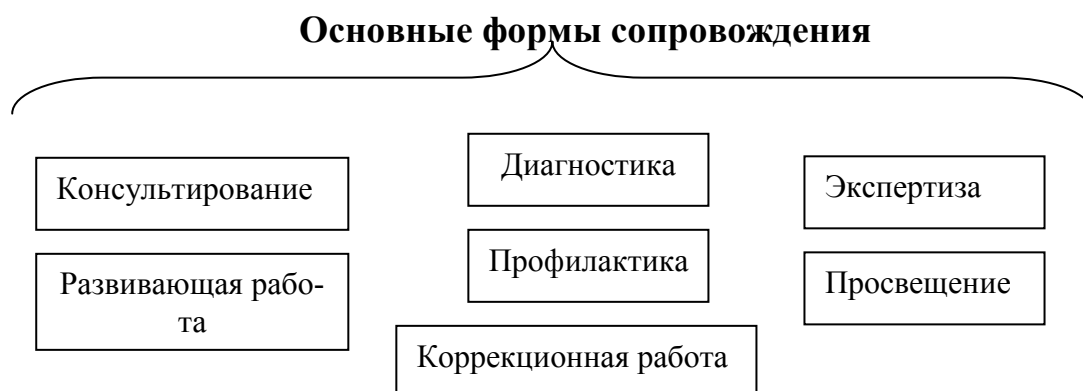 Основные формы сопровождения
Консультирование
Диагностика
Экспертиза
Развивающая рабо-
та
Профилактика
Просвещение
Коррекционная работа